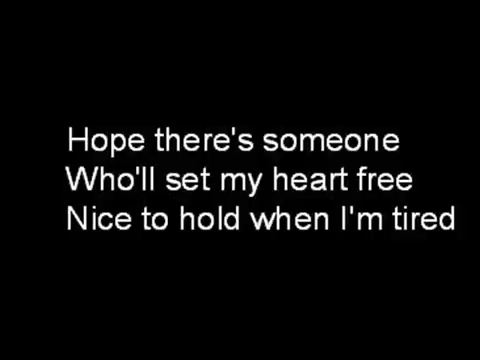 Hope there's someone
Who'll set my heart free
Nice to hold when I'm tired